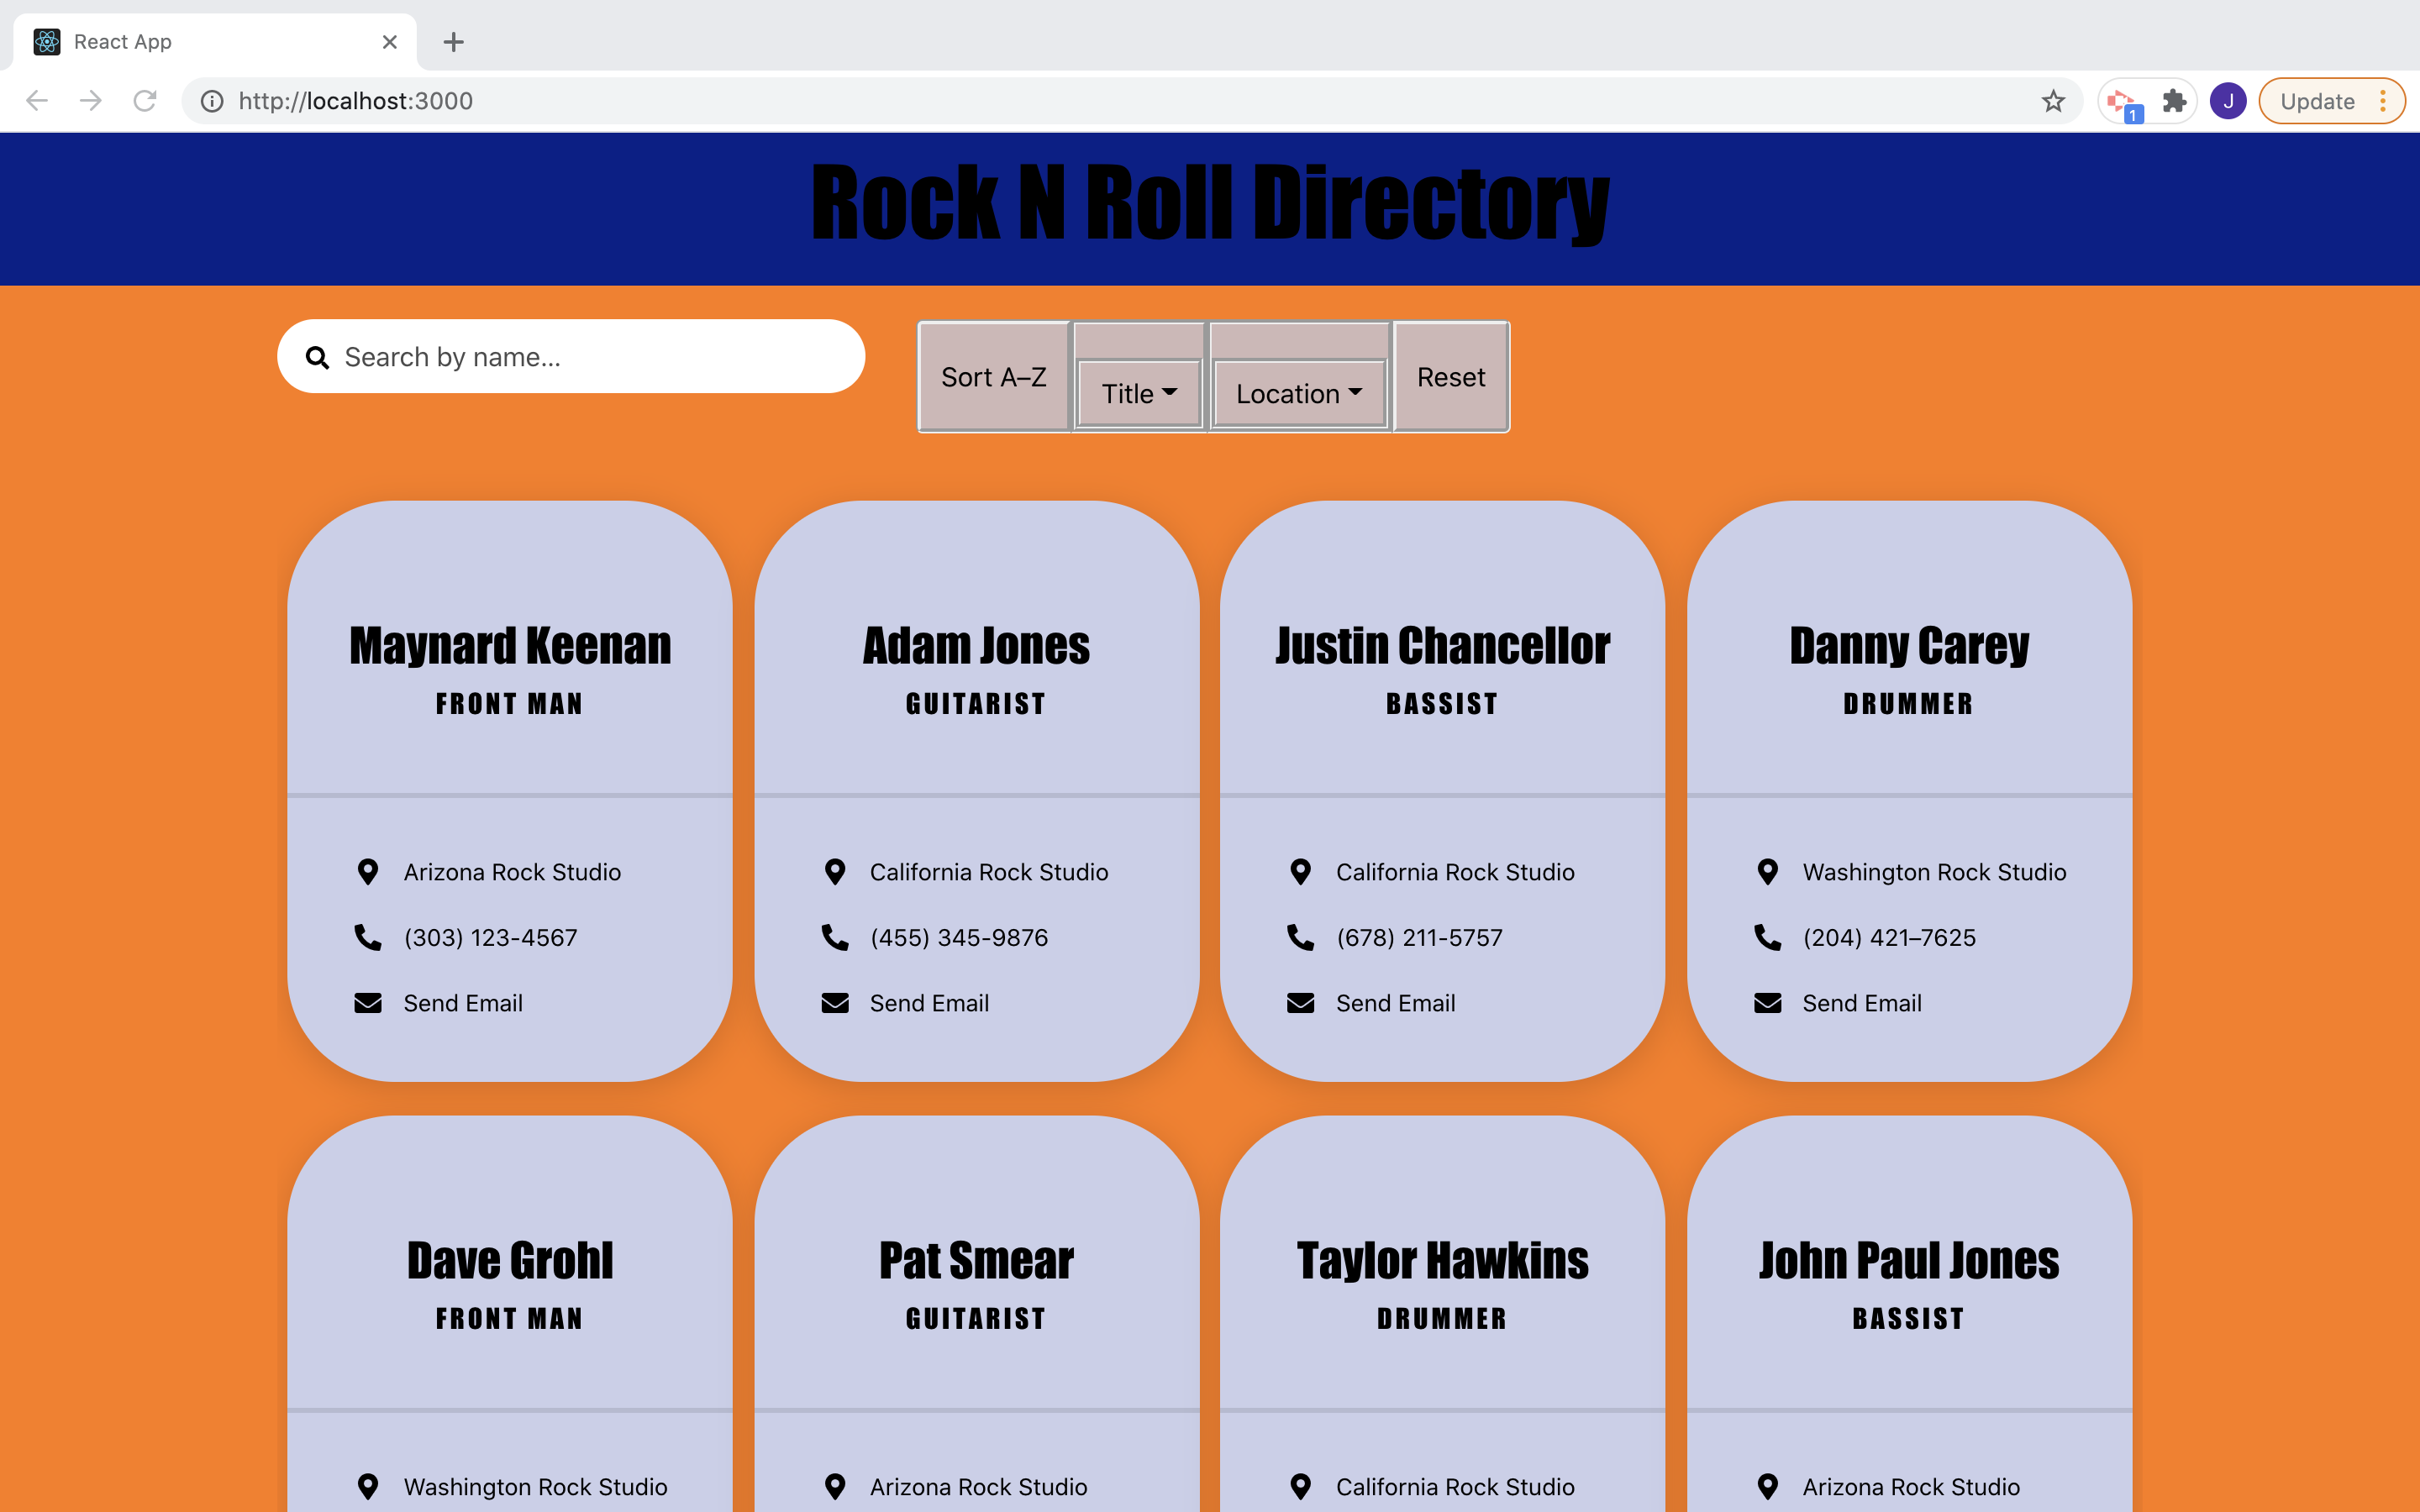 React App
http://localhost:3000
1
J
Update
Rock N Roll Directory
Search by name...
Sort A–Z
Title
Location
Reset
Maynard Keenan
FRONT MAN
Arizona Rock Studio
(303) 123-4567
Send Email
Adam Jones
GUITARIST
California Rock Studio
(455) 345-9876
Send Email
Justin Chancellor
BASSIST
California Rock Studio
(678) 211-5757
Send Email
Danny Carey
DRUMMER
Washington Rock Studio
(204) 421–7625
Send Email
Dave Grohl
FRONT MAN
Washington Rock Studio
Pat Smear
GUITARIST
Arizona Rock Studio
Taylor Hawkins
DRUMMER
California Rock Studio
John Paul Jones
BASSIST
Arizona Rock Studio